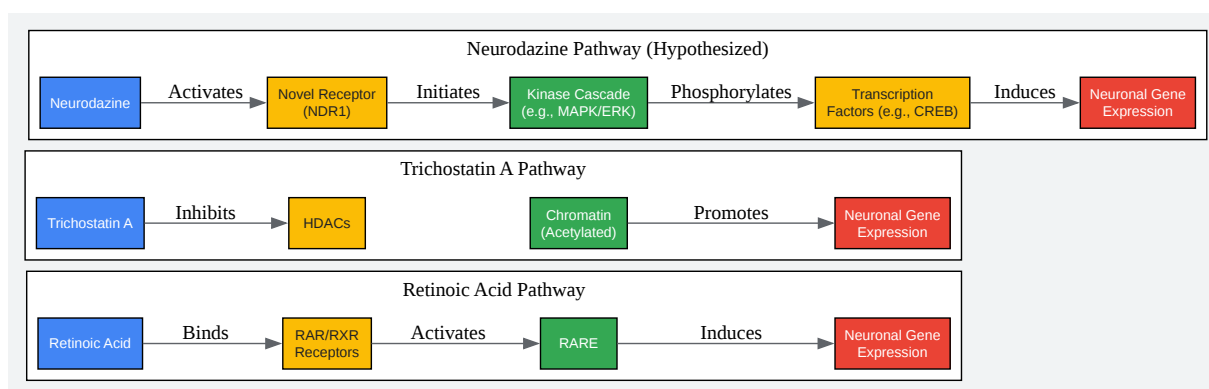 Neurodazine Pathway (Hypothesized)
Neurodazine
Activates
Novel Receptor
(NDR1)
Initiates
Kinase Cascade
(e.g., MAPK/ERK)
Phosphorylates
Transcription
Factors (e.g., CREB)
Induces
Neuronal Gene
Expression
Trichostatin A Pathway
Trichostatin A
Inhibits
HDACs
Chromatin
(Acetylated)
Promotes
Neuronal Gene
Expression
Retinoic Acid Pathway
Retinoic Acid
Binds
RAR/RXR
Receptors
Activates
RARE
Induces
Neuronal Gene
Expression